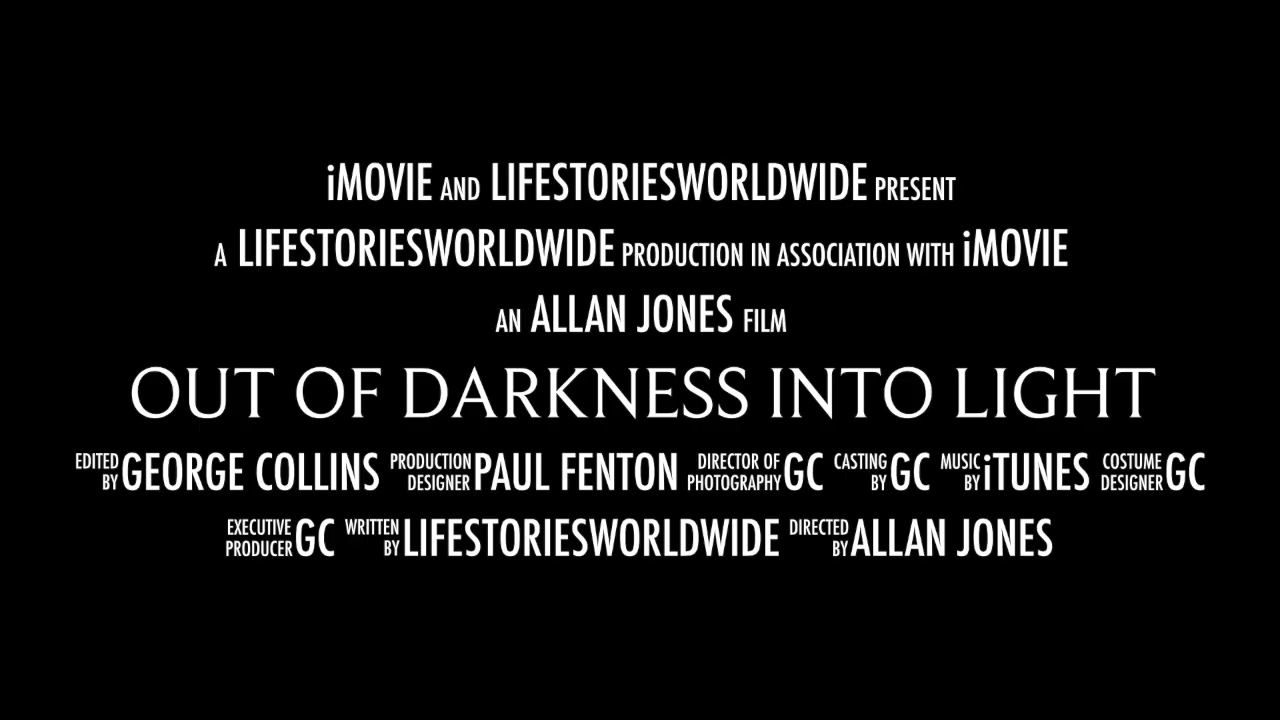 iMOVIE AND LIFESTORIESWORLDWIDE PRESENT
A LIFESTORIESWORLDWIDE PRODUCTION IN ASSOCIATION WITH iMOVIE
AN ALLAN JONES FILM
OUT OF DARKNESS INTO LIGHT
EDITED BY GEORGE COLLINS PRODUCTION DESIGNER PAUL FENTON DIRECTOR OF PHOTOGRAPHY GC CASTING BY GC MUSIC BY iTUNES COSTUME DESIGNER GC
EXECUTIVE PRODUCER GC WRITTEN BY LIFESTORIESWORLDWIDE DIRECTED BY ALLAN JONES